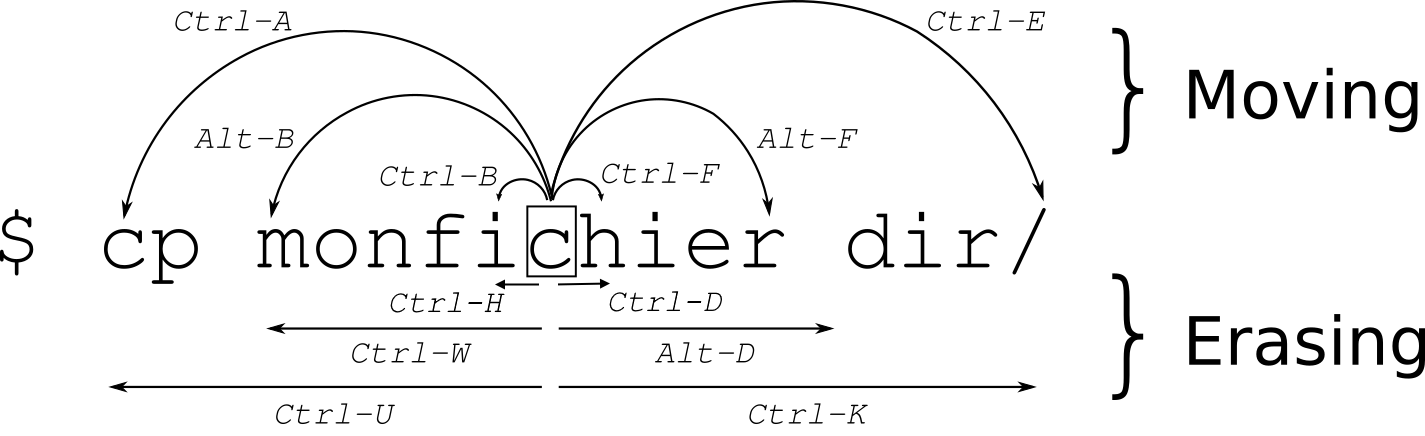 Ctrl-A
Ctrl-E
Moving
Alt-B
Alt-F
Ctrl-B
Ctrl-F
$ cp monfichier dir/
Ctrl-H
Ctrl-D
Erasing
Ctrl-W
Alt-D
Ctrl-U
Ctrl-K